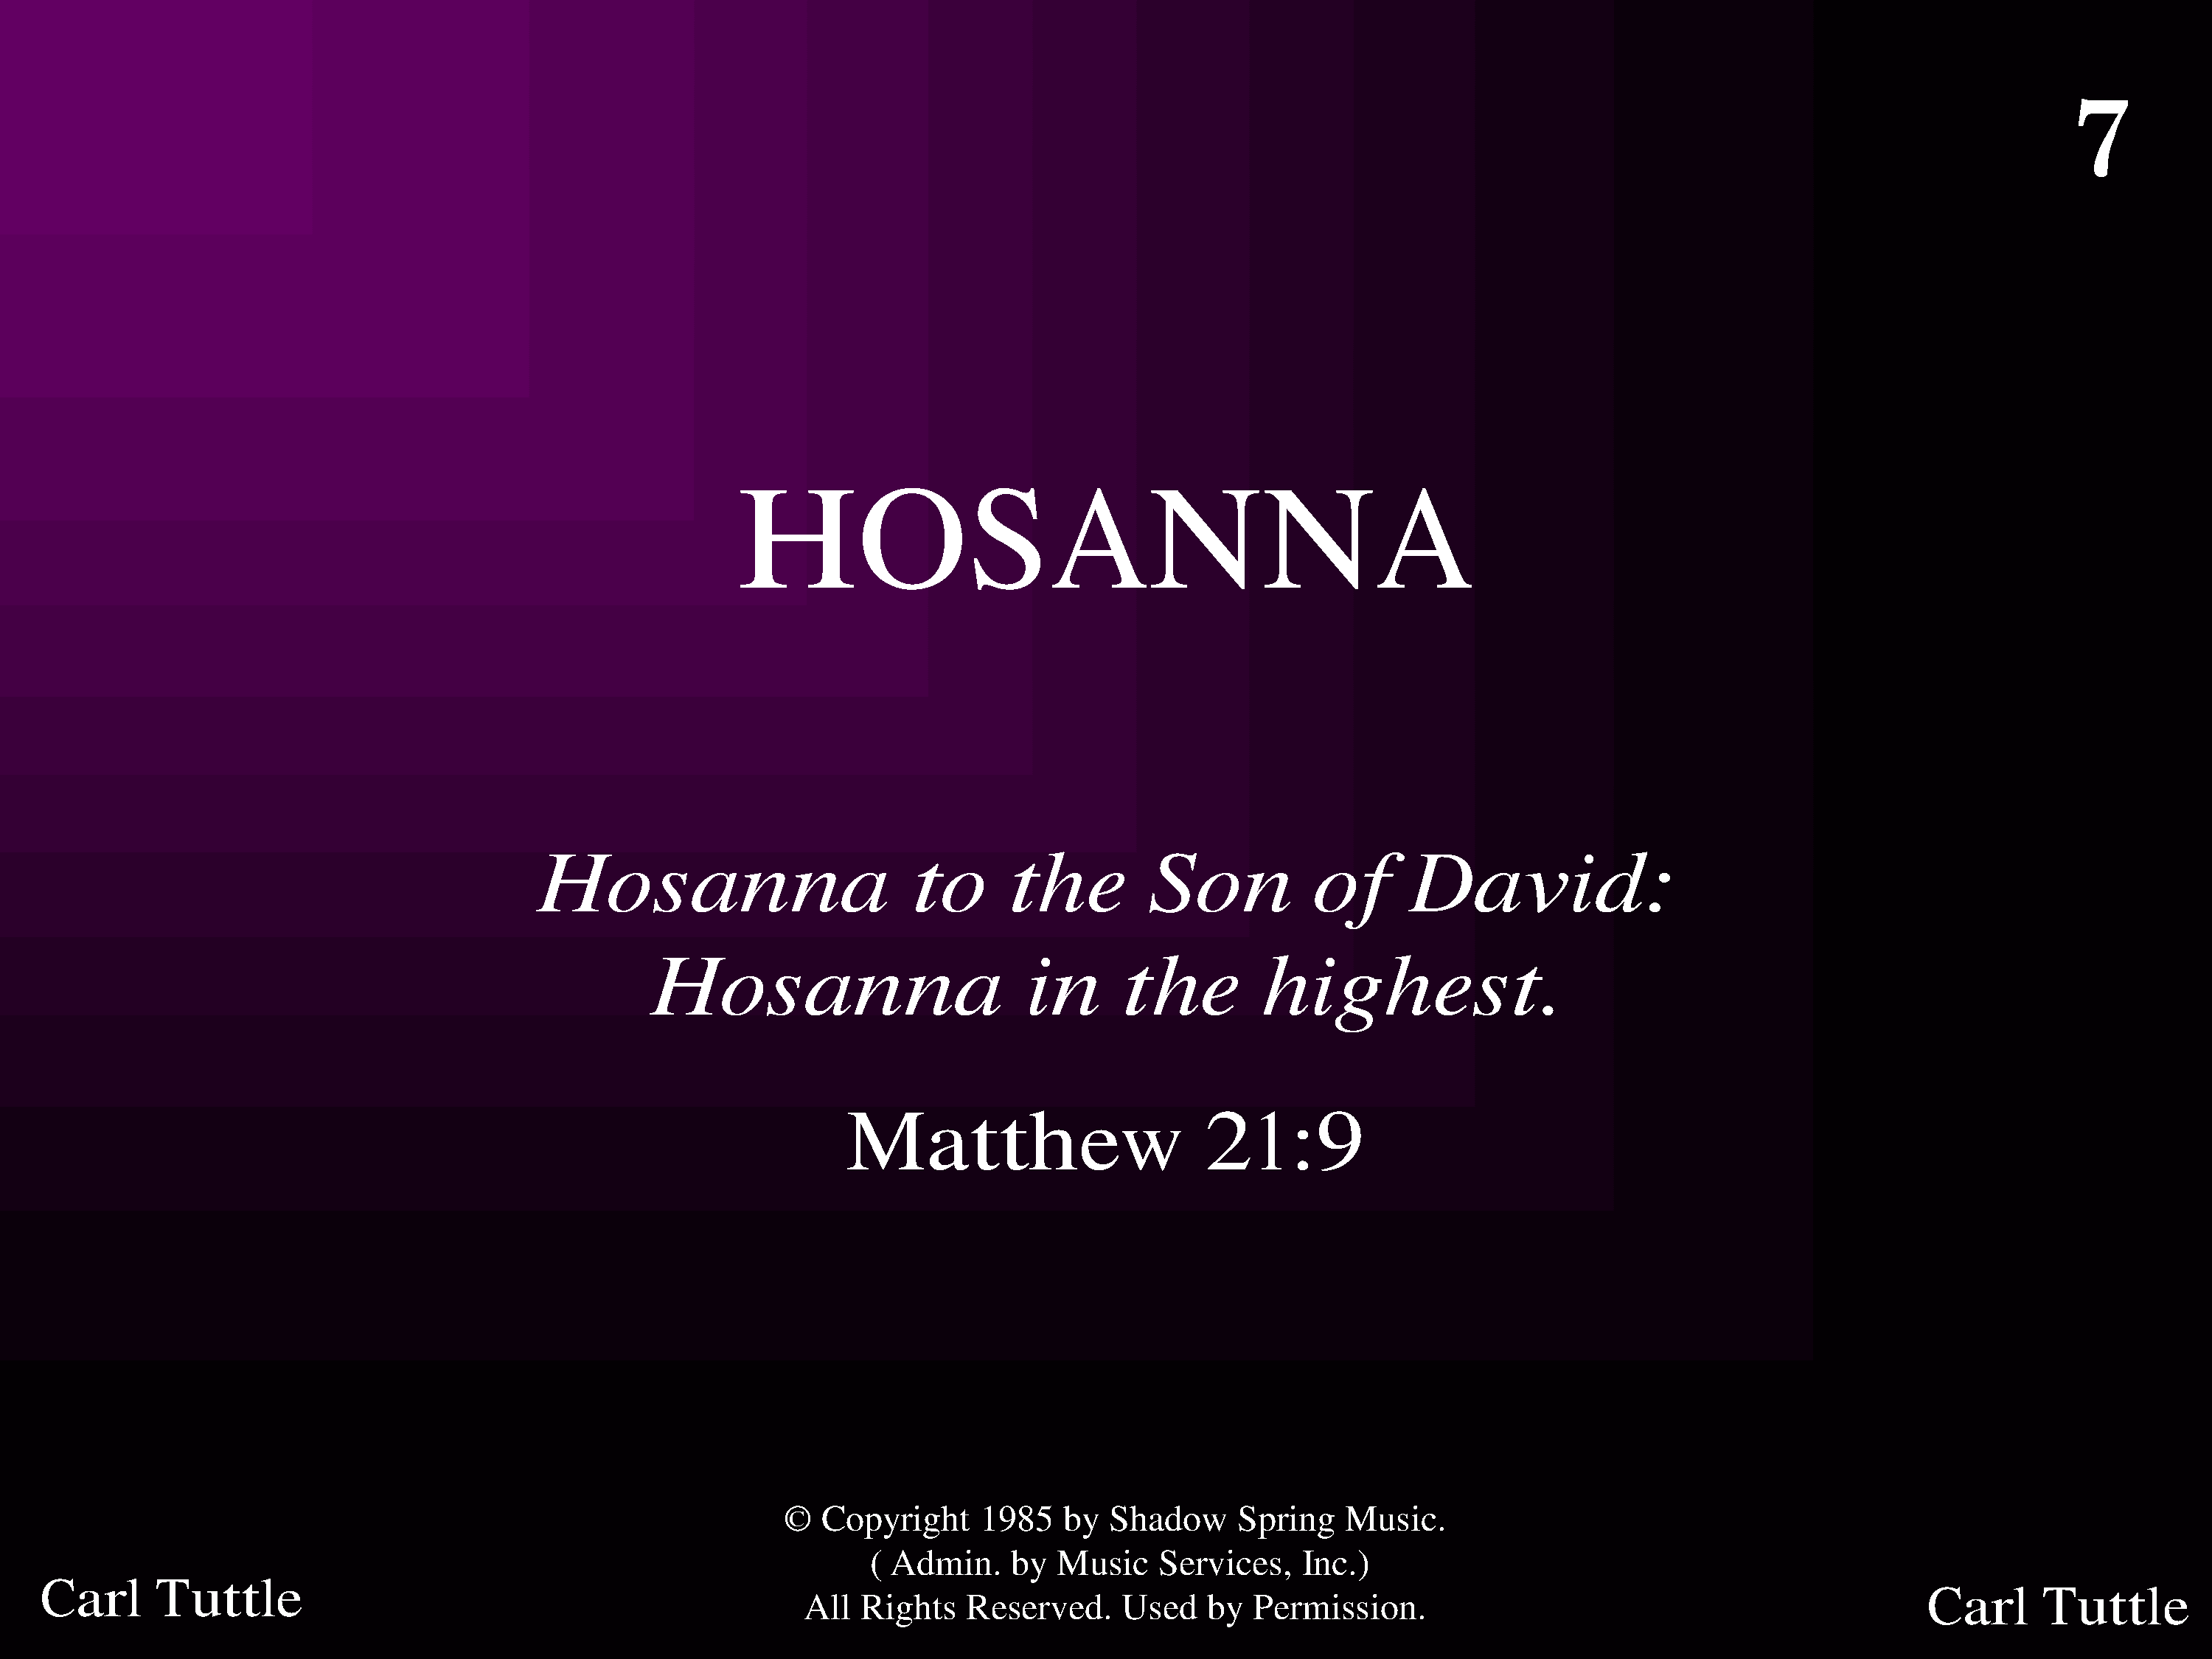 7
HOSANNA
Hosanna to the Son of David:
Hosanna in the highest.
Matthew 21:9
© Copyright 1985 by Shadow Spring Music.
( Admin. by Music Services, Inc.)
All Rights Reserved. Used by Permission.
Carl Tuttle
Carl Tuttle